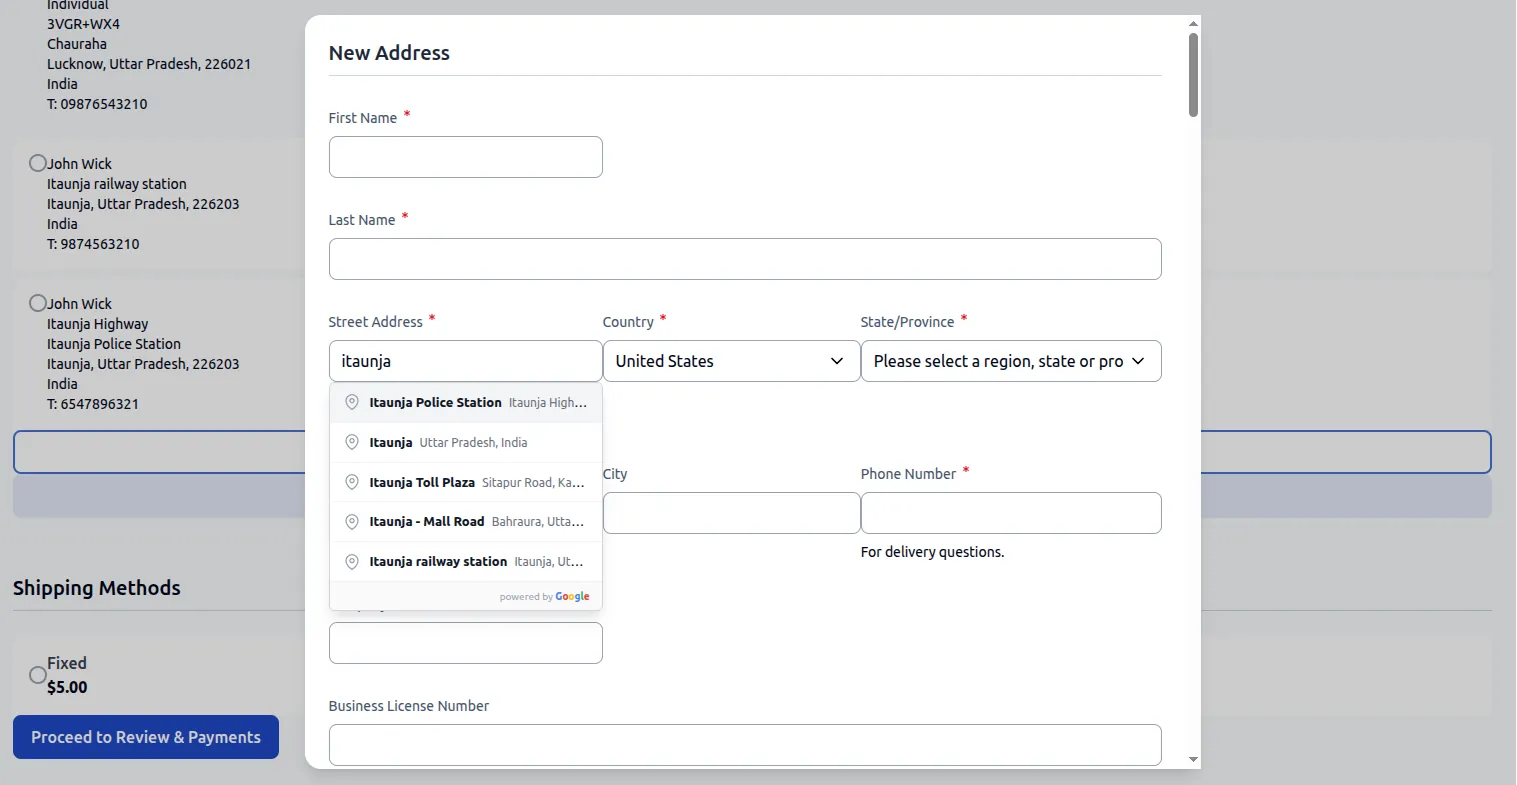 Individual
3VGR+WX4
Chauraha
Lucknow, Uttar Pradesh, 226021
India
T: 09876543210
John Wick
Itaunja railway station
Itaunja, Uttar Pradesh, 226203
India
T: 9874563210
John Wick
Itaunja Highway
Itaunja Police Station
Itaunja, Uttar Pradesh, 226203
India
T: 6547896321
Shipping Methods
Fixed
$5.00
Proceed to Review & Payments
New Address
First Name *
Last Name *
Street Address * Country * State/Province *
itaunja United States Please select a region, state or pro
Itaunja Police Station Itaunja High...
Itaunja Uttar Pradesh, India
Itaunja Toll Plaza Sitapur Road, Ka...
Itaunja - Mall Road Bahraura, Utta...
Itaunja railway station Itaunja, Ut...
powered by Google
City Phone Number *
For delivery questions.
Business License Number